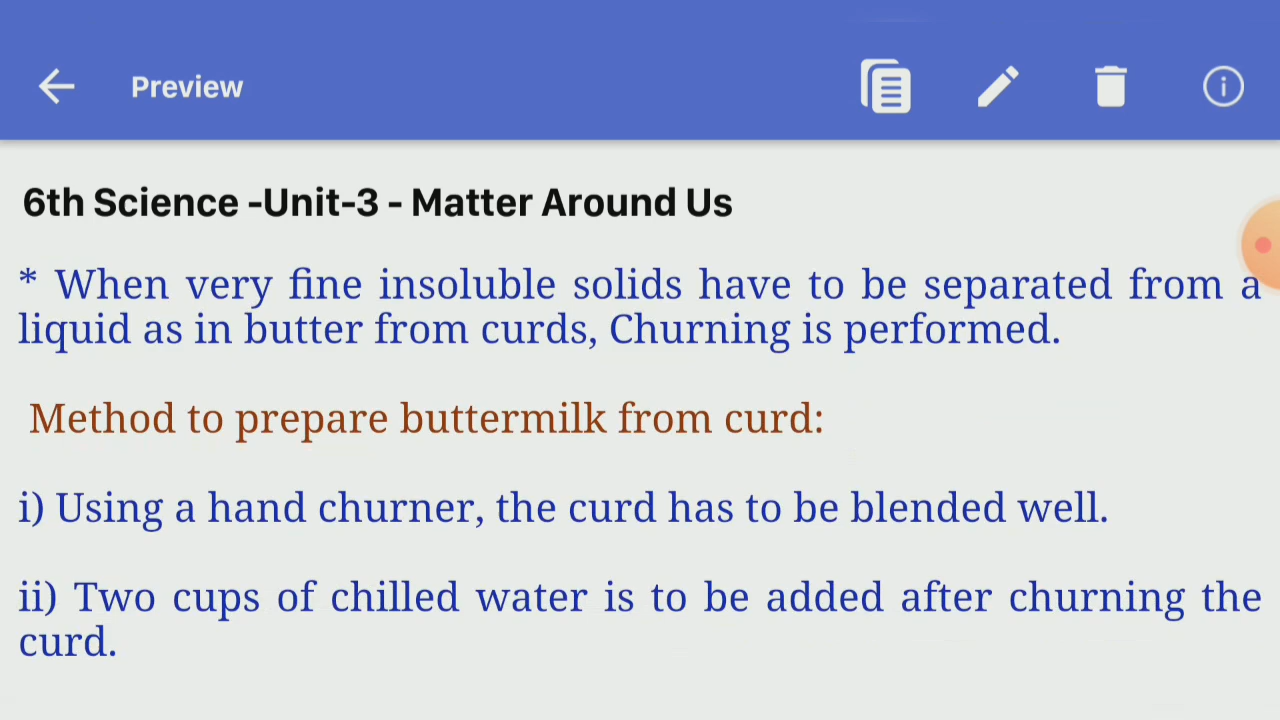 Preview
6th Science -Unit-3 - Matter Around Us
* When very fine insoluble solids have to be separated from a
liquid as in butter from curds, Churning is performed.
Method to prepare buttermilk from curd:
i) Using a hand churner, the curd has to be blended well.
ii) Two cups of chilled water is to be added after churning the
curd.